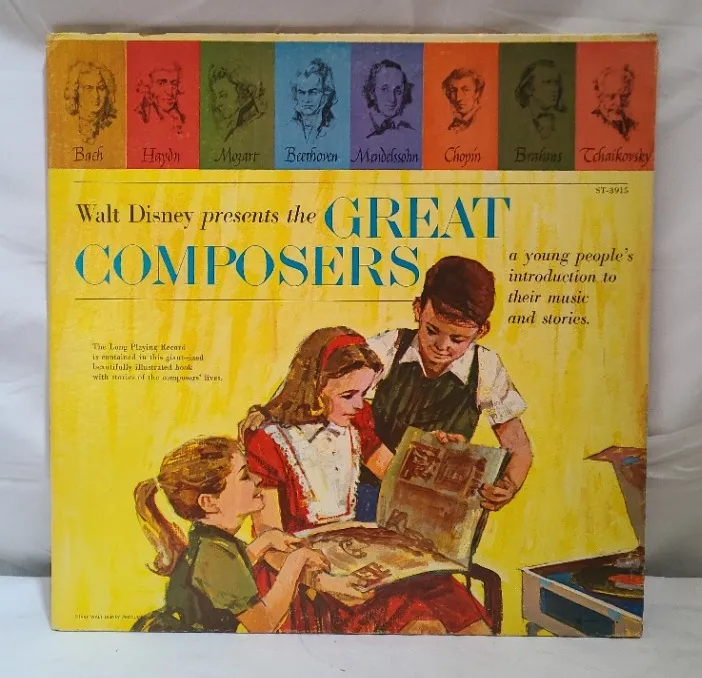 Bach Haydn Mozart Beethoven Mendelssohn Chopin Brahms Tchaikovsky
ST-3915
Walt Disney presents the GREAT
COMPOSERS
a young people's
introduction to
their music
and stories.
The Long Playing Record
is contained in this giant-sized
beautifully illustrated book
with stories of the composers' lives.